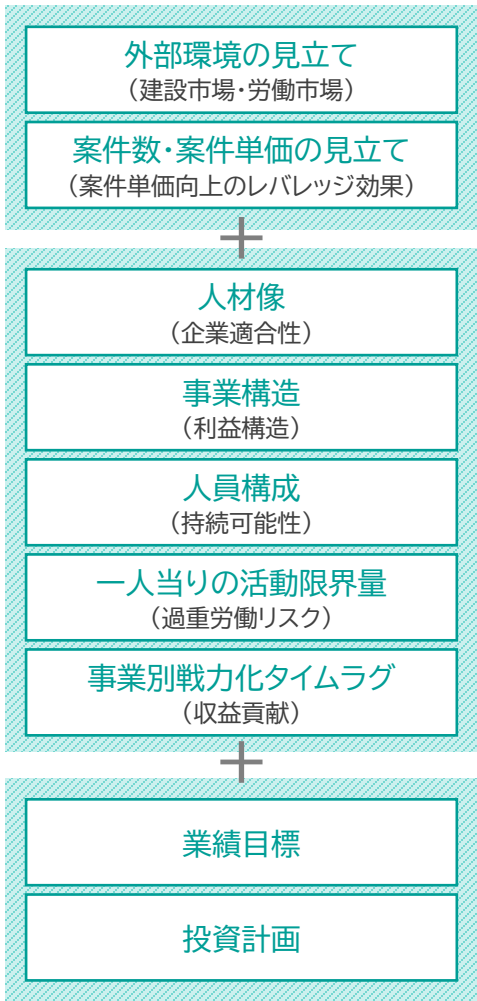 外部環境の見立て
（建設市場・労働市場）
案件数・案件単価の見立て
（案件単価向上のレバレッジ効果）
＋
人材像
（企業適合性）
事業構造
（利益構造）
人員構成
（持続可能性）
一人当りの活動限界量
（過重労働リスク）
事業別戦力化タイムラグ
（収益貢献）
＋
業績目標
投資計画